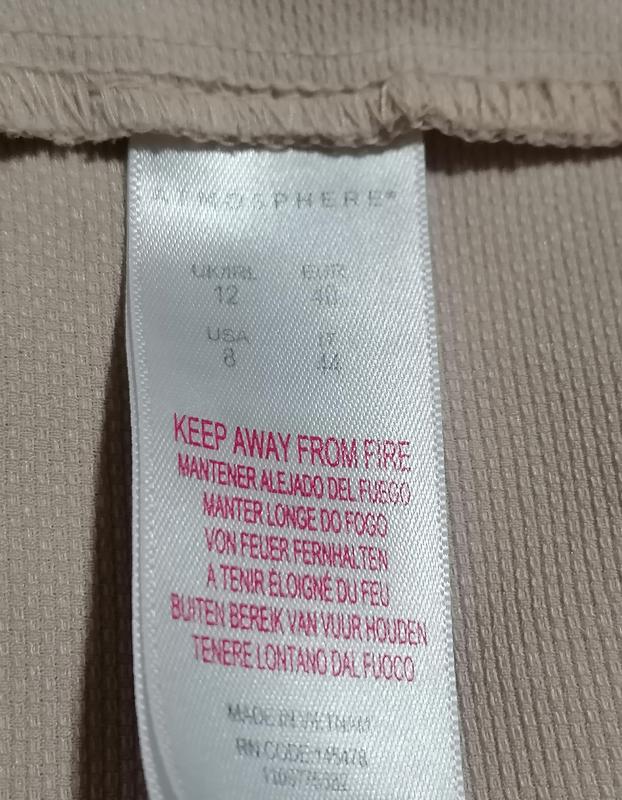 ATMOSPHERE®
UK/IRL EUR
12 40
USA IT
8 44
KEEP AWAY FROM FIRE
MANTENER ALEJADO DEL FUEGO
MANTER LONGE DO FOGO
VON FEUER FERNHALTEN
A TENIR ÉLOIGNÉ DU FEU
BUITEN BEREIK VAN VUUR HOUDEN
TENERE LONTANO DAL FUOCO
MADE IN VIETNAM
RN CODE: